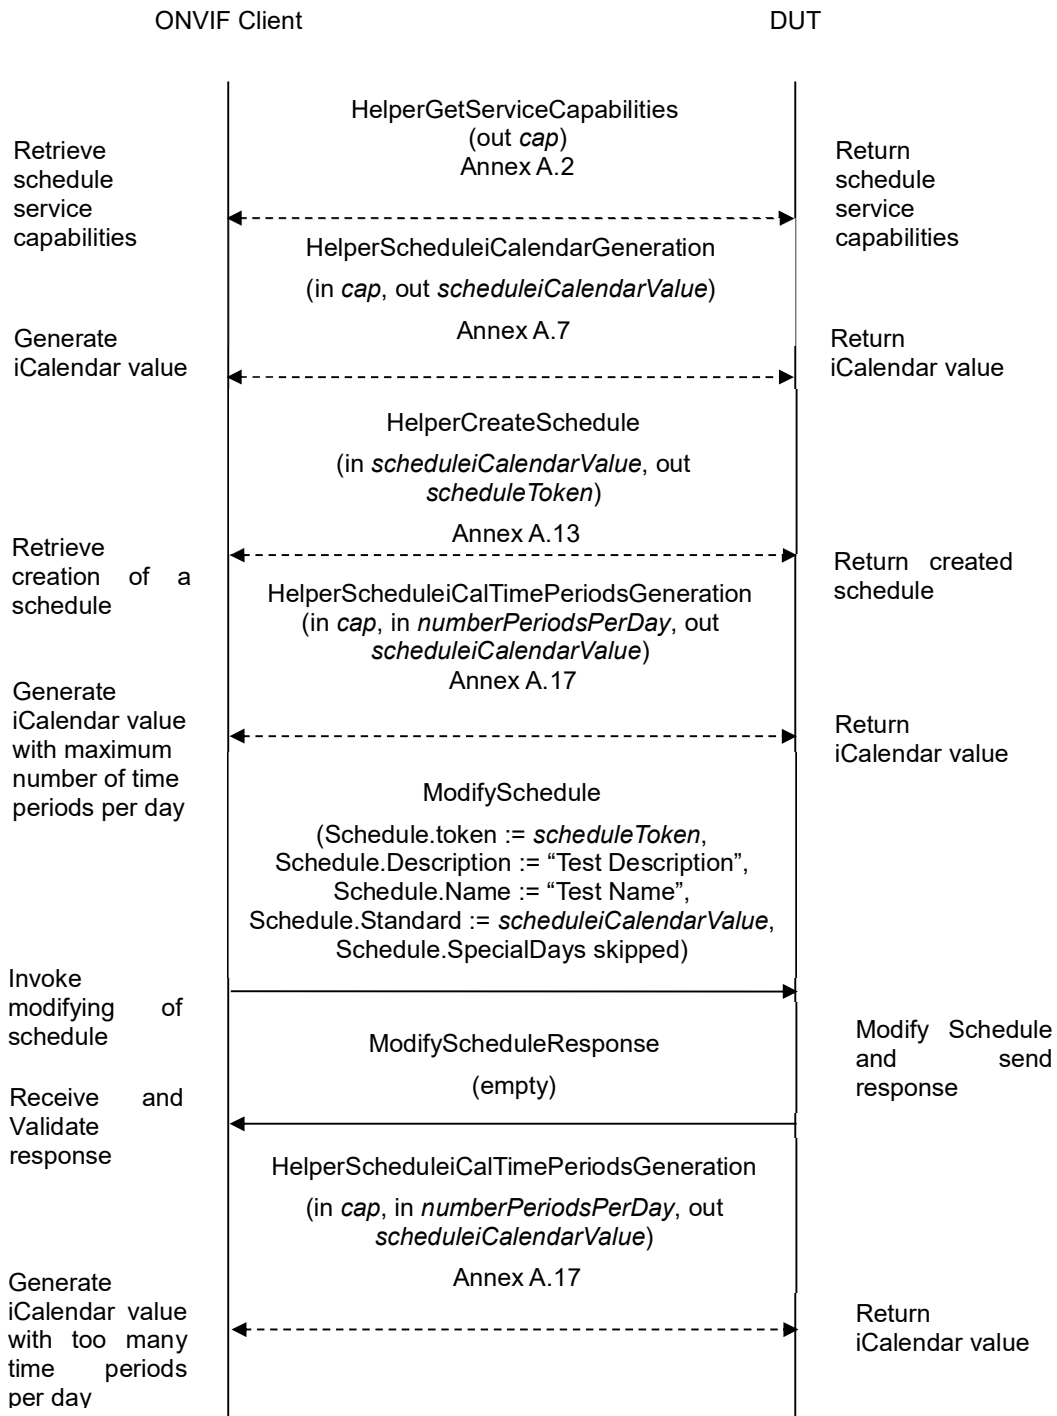 ONVIF Client
DUT
HelperGetServiceCapabilities
(out cap)
Annex A.2
Retrieve
schedule
service
capabilities
Return
schedule
service
capabilities
HelperScheduleiCalendarGeneration
(in cap, out scheduleiCalendarValue)
Annex A.7
Generate
iCalendar value
Return
iCalendar value
HelperCreateSchedule
(in scheduleiCalendarValue, out
scheduleToken)
Annex A.13
Retrieve
creation of a
schedule
Return created
schedule
HelperScheduleiCalTimePeriodsGeneration
(in cap, in numberPeriodsPerDay, out
scheduleiCalendarValue)
Annex A.17
Generate
iCalendar value
with maximum
number of time
periods per day
Return
iCalendar value
ModifySchedule
(Schedule.token := scheduleToken,
Schedule.Description := “Test Description”,
Schedule.Name := “Test Name”,
Schedule.Standard := scheduleiCalendarValue,
Schedule.SpecialDays skipped)
Invoke
modifying of
schedule
Modify Schedule
and send
response
ModifyScheduleResponse
(empty)
Receive and
Validate
response
HelperScheduleiCalTimePeriodsGeneration
(in cap, in numberPeriodsPerDay, out
scheduleiCalendarValue)
Annex A.17
Generate
iCalendar value
with too many
time periods
per day
Return
iCalendar value